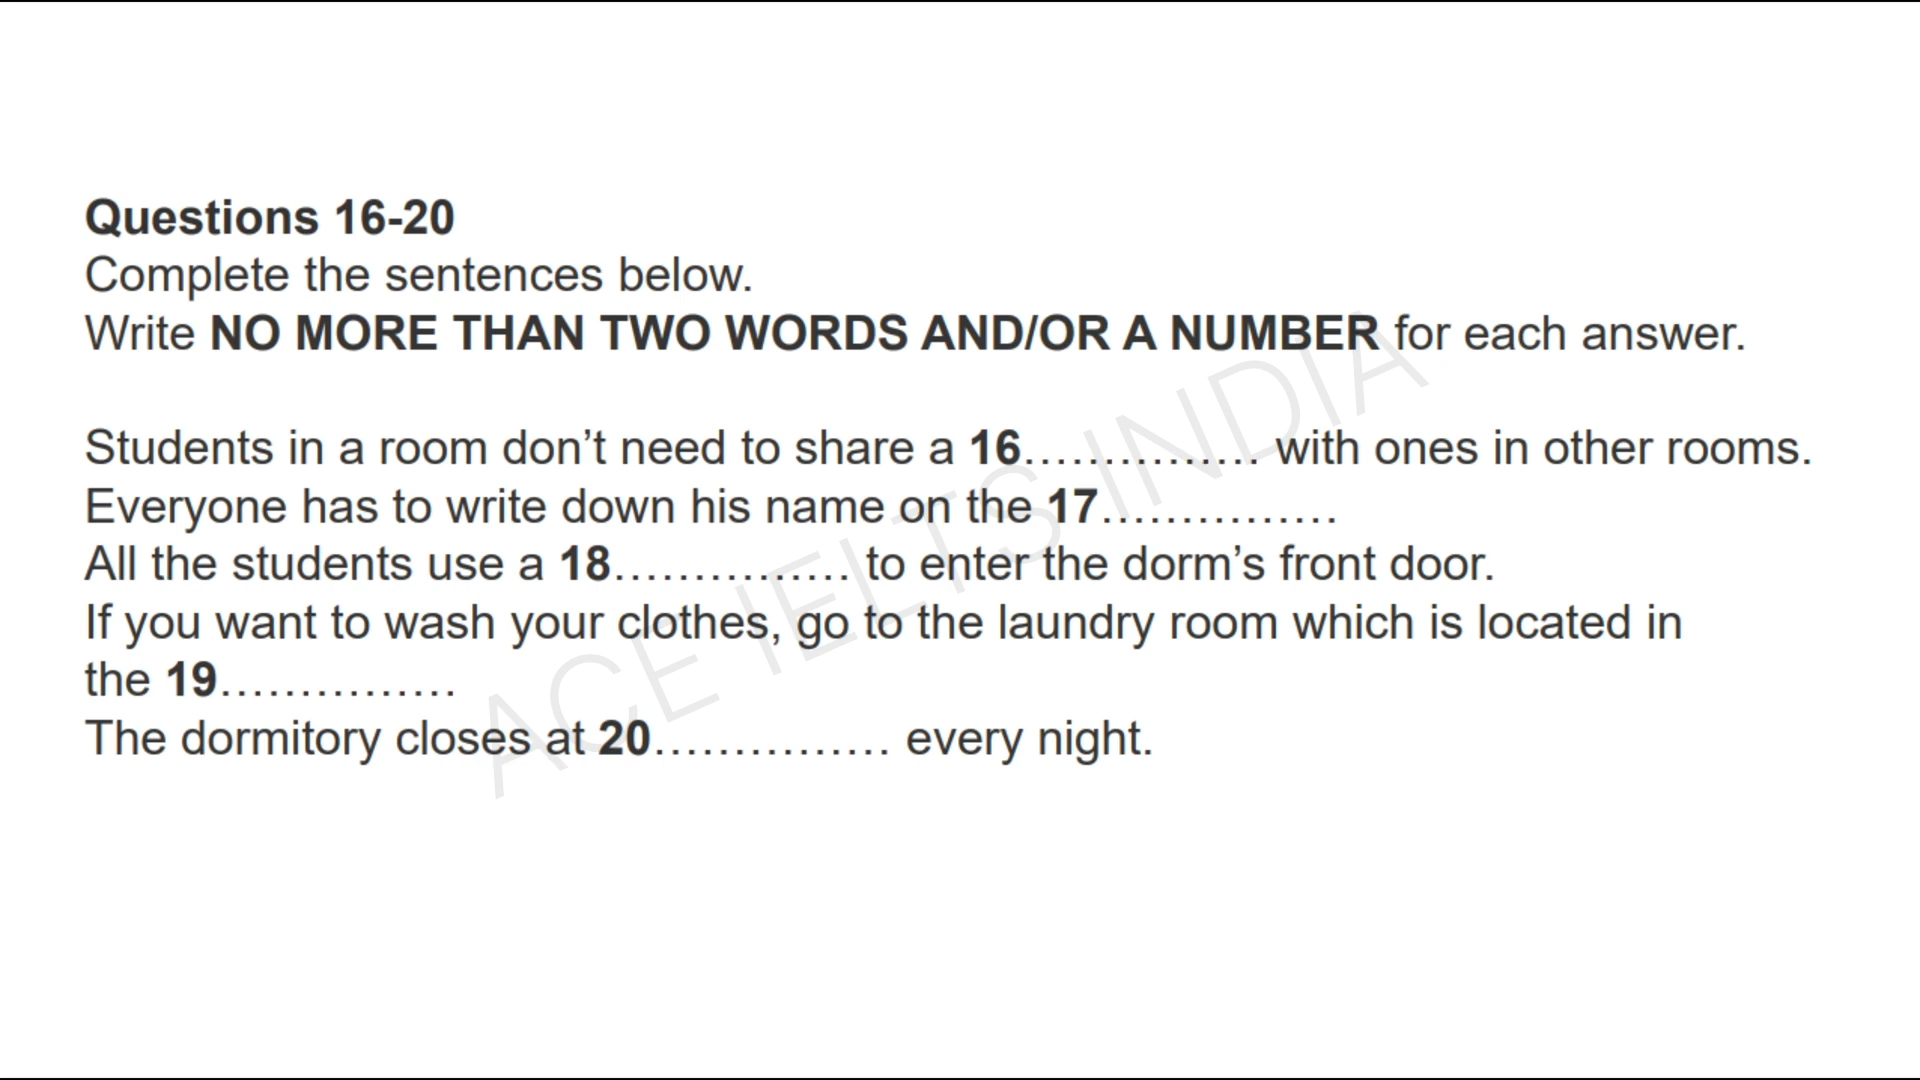 Questions 16-20
Complete the sentences below.
Write NO MORE THAN TWO WORDS AND/OR A NUMBER for each answer.
Students in a room don’t need to share a 16............... with ones in other rooms.
Everyone has to write down his name on the 17...............
All the students use a 18............... to enter the dorm’s front door.
If you want to wash your clothes, go to the laundry room which is located in
the 19...............
The dormitory closes at 20............... every night.
ACE IELTS INDIA